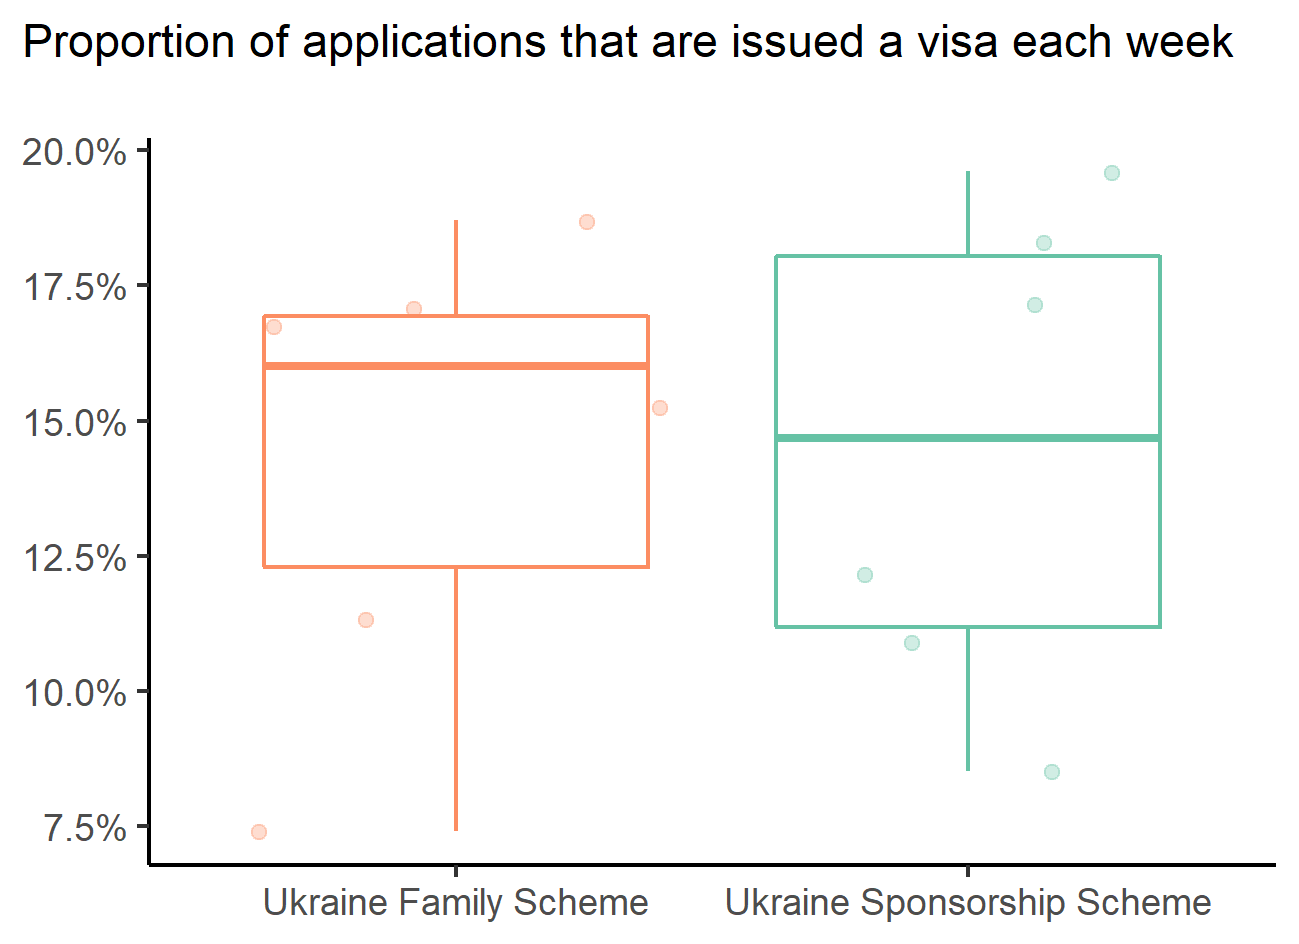 Proportion of applications that are issued a visa each week
20.0%
17.5%
15.0%
12.5%
10.0%
7.5%
Ukraine Family Scheme
Ukraine Sponsorship Scheme